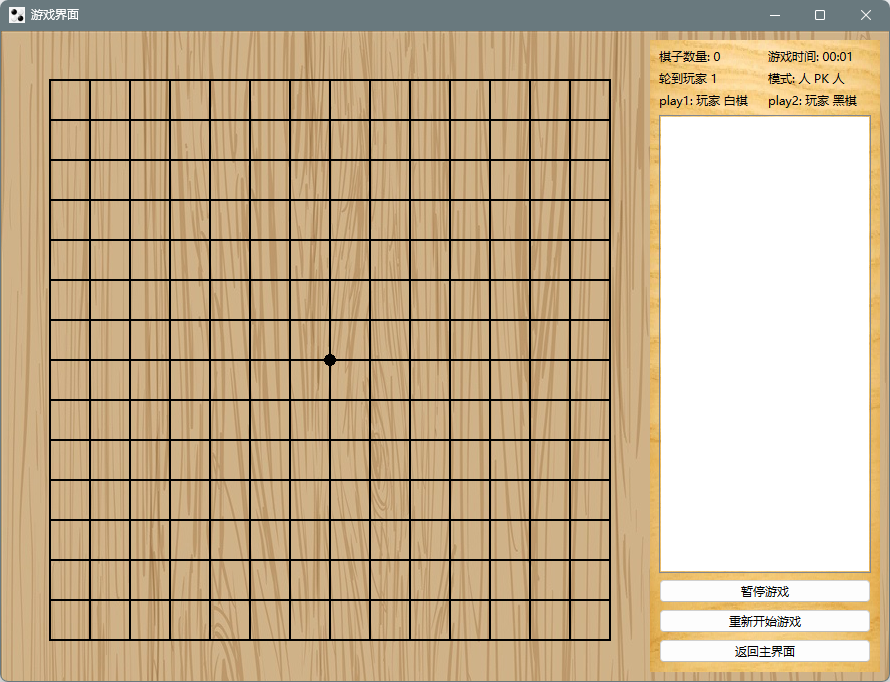 游戏界面
棋子数量: 0 游戏时间: 00:01
轮到玩家 1 模式: 人 PK 人
play1: 玩家 白棋 play2: 玩家 黑棋
暂停游戏
重新开始游戏
返回主界面